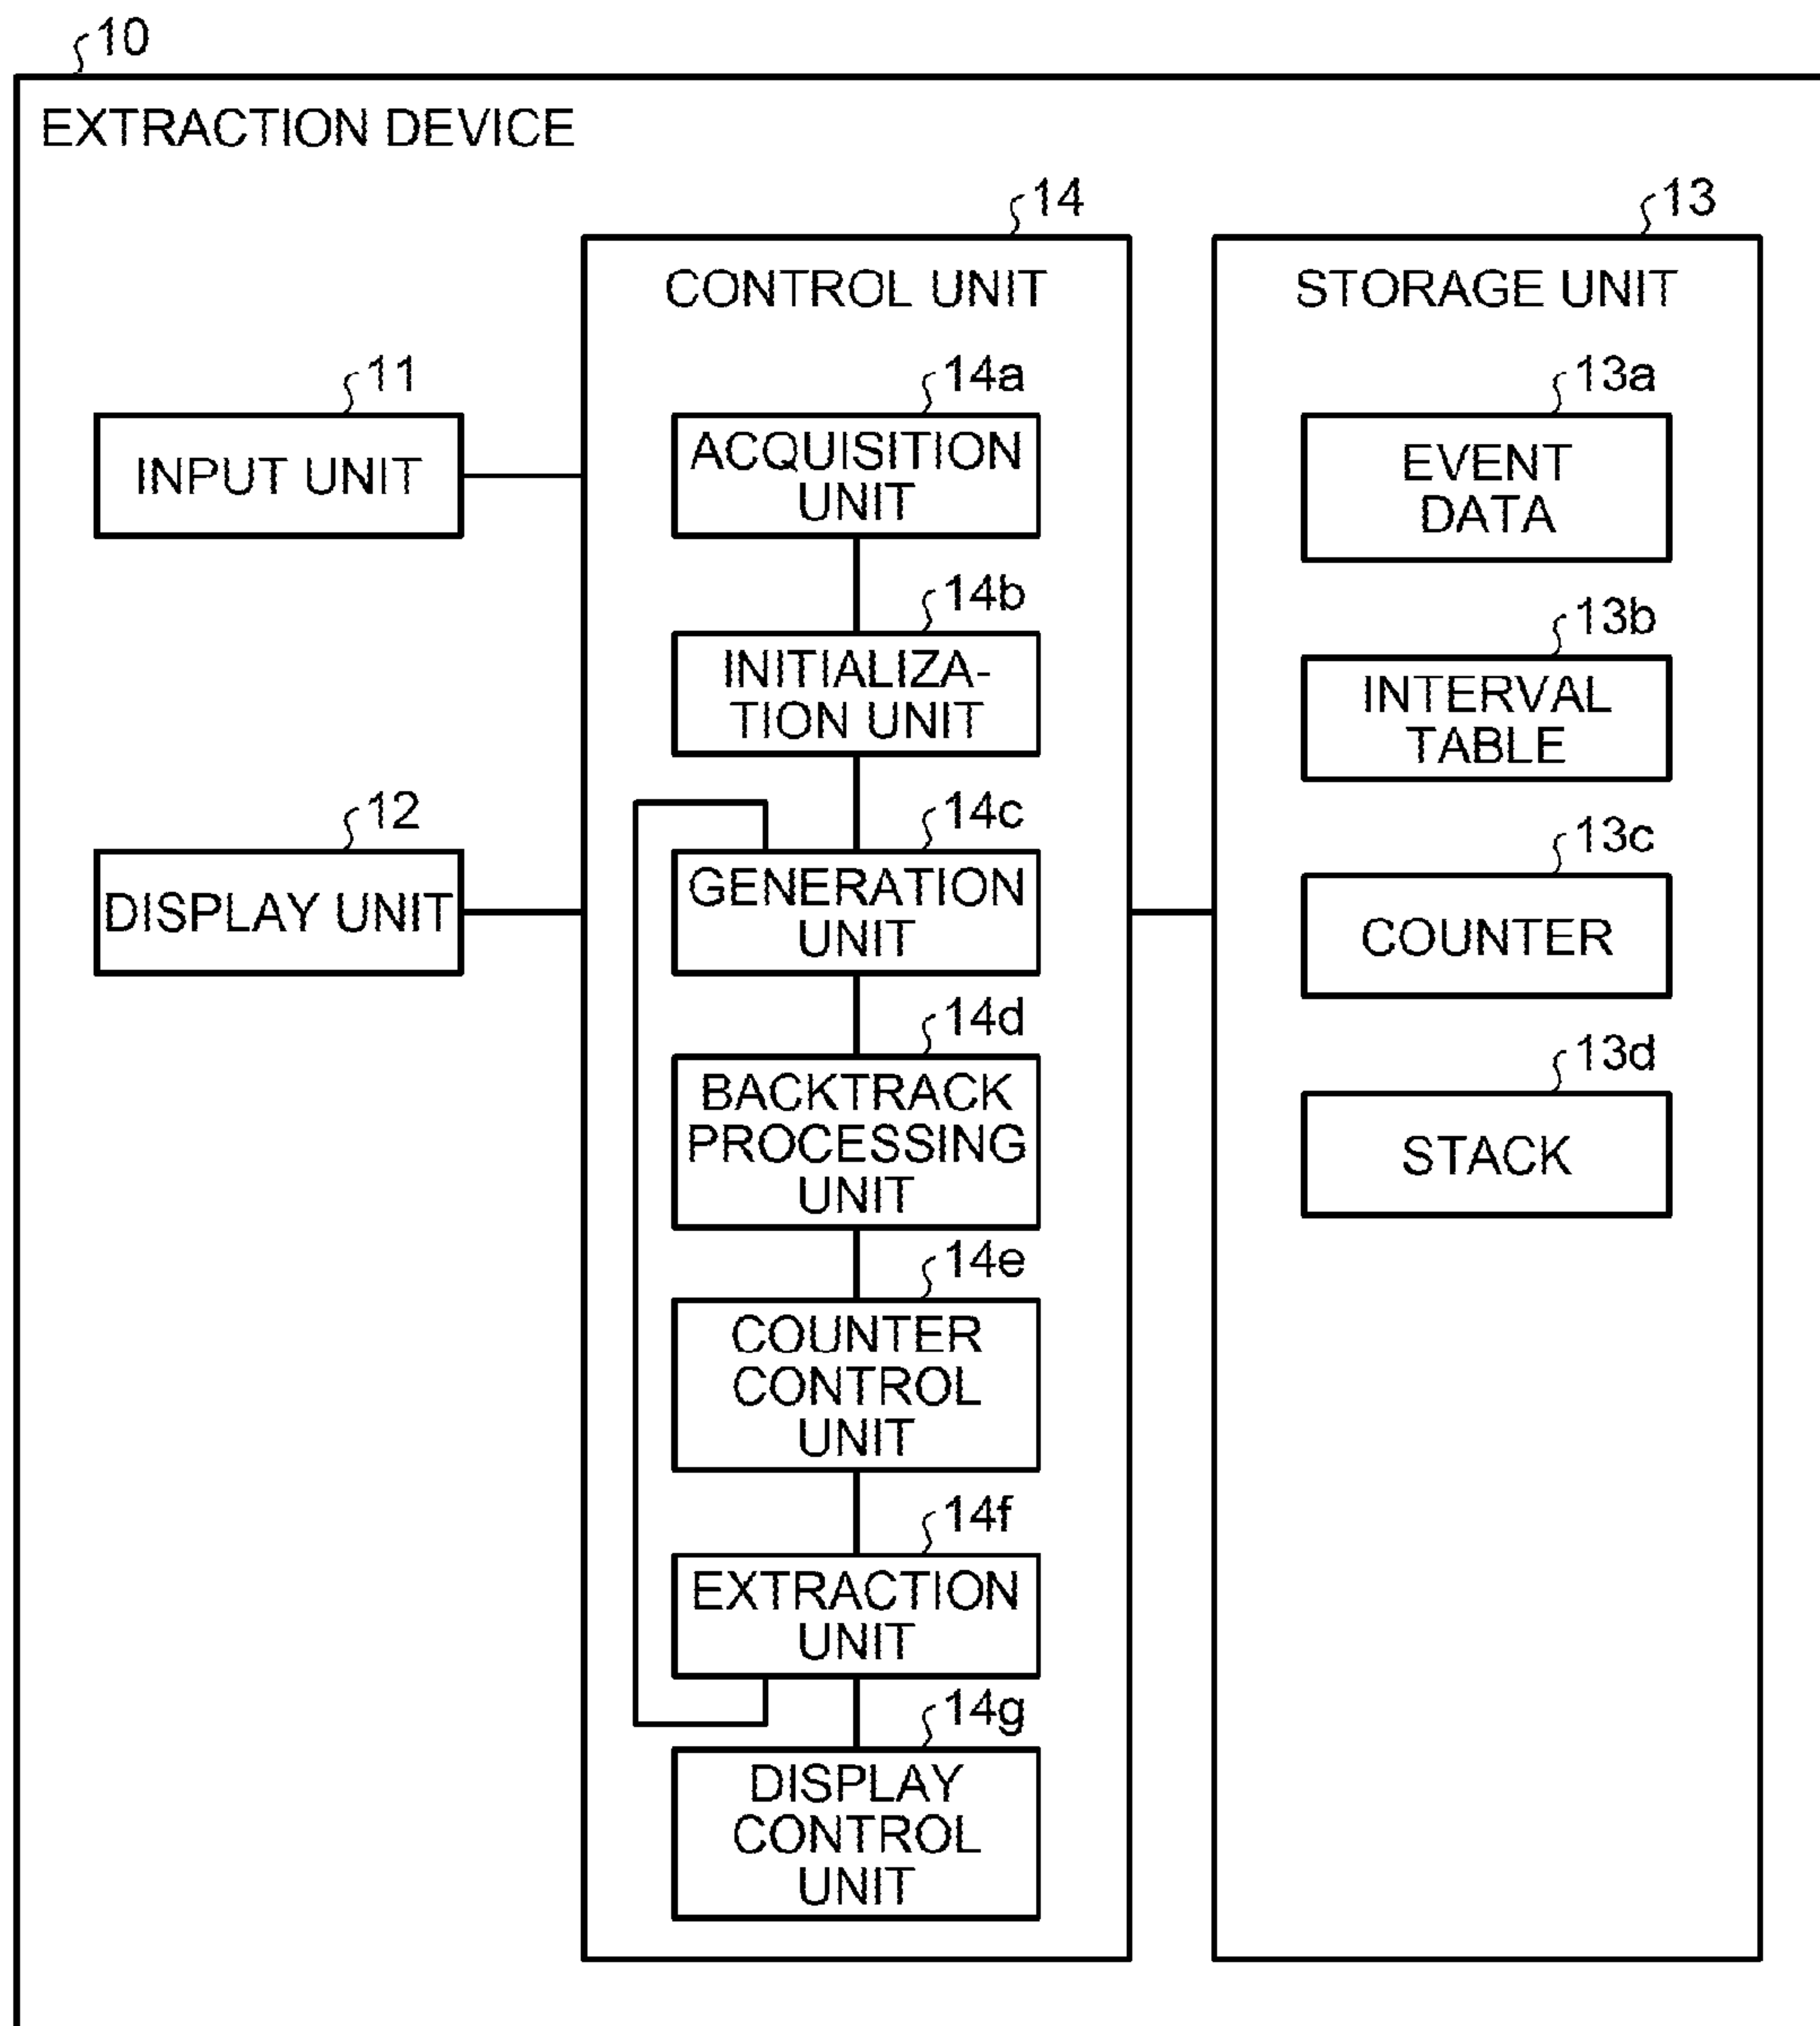 10
EXTRACTION DEVICE
14
CONTROL UNIT
13
STORAGE UNIT
11
INPUT UNIT
12
DISPLAY UNIT
14a
ACQUISITION
UNIT
14b
INITIALIZA-
TION UNIT
14c
GENERATION
UNIT
14d
BACKTRACK
PROCESSING
UNIT
14e
COUNTER
CONTROL
UNIT
14f
EXTRACTION
UNIT
14g
DISPLAY
CONTROL
UNIT
13a
EVENT
DATA
13b
INTERVAL
TABLE
13c
COUNTER
13d
STACK